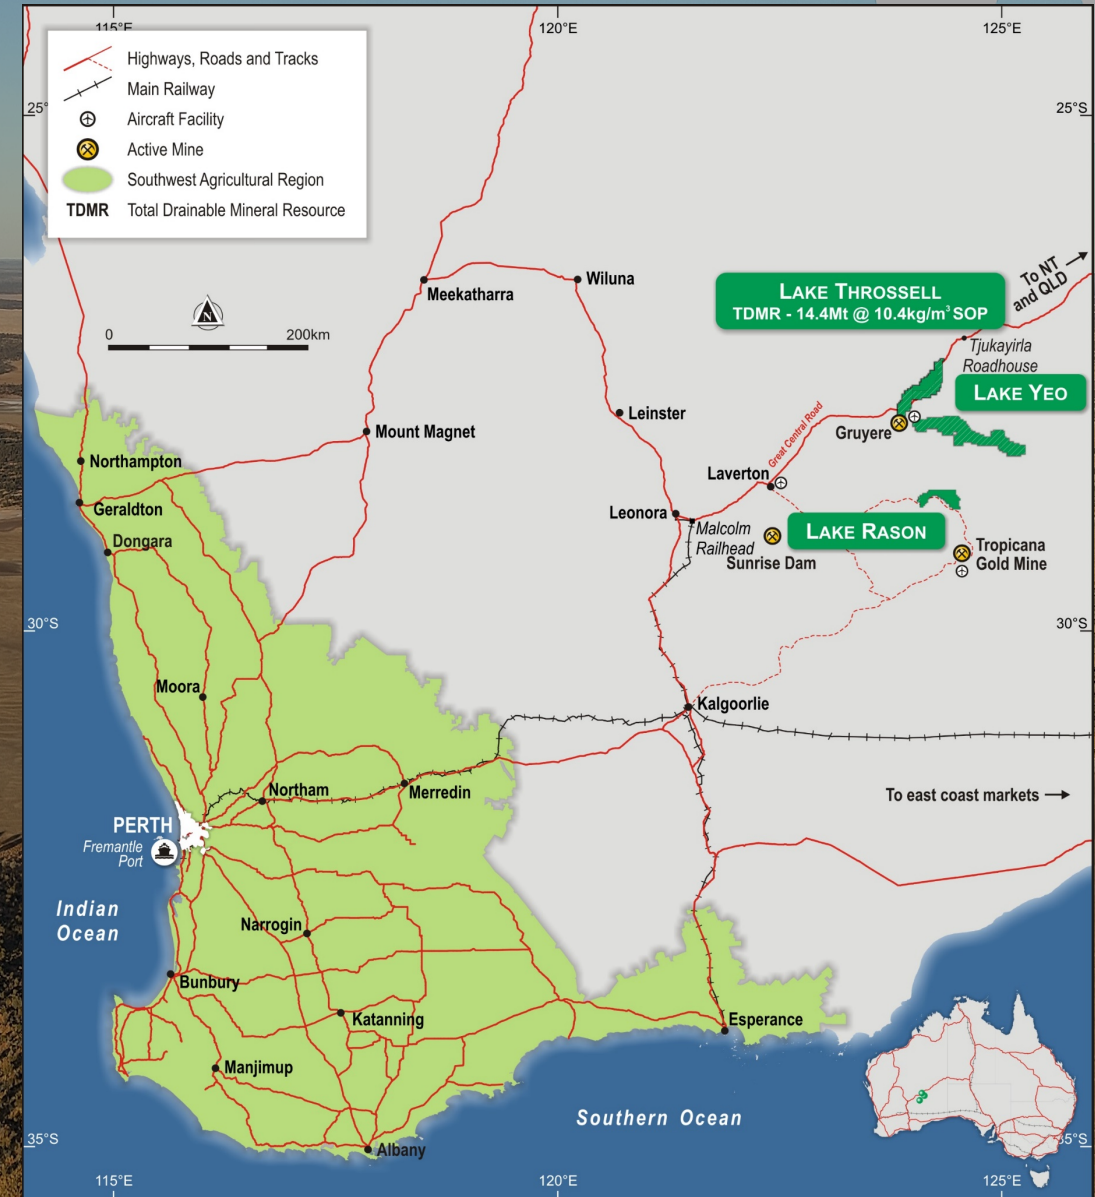 115°E
120°E
125°E
Highways, Roads and Tracks
Main Railway
Aircraft Facility
Active Mine
Southwest Agricultural Region
TDMR Total Drainable Mineral Resource
25°
25°S
To NT
and QLD
Wiluna
Meekatharra
LAKE THROSSELL
TDMR - 14.4Mt @ 10.4kg/m³ SOP
0 200km
Tjukayirla
Roadhouse
LAKE YEO
Leinster
Mount Magnet
Great Central Road
Gruyere
Northampton
Laverton
Geraldton
Leonora
Malcolm
Railhead
LAKE RASON
Dongara
Sunrise Dam
Tropicana
Gold Mine
30°S
30°S
Moora
Kalgoorlie
Northam
Merredin
To east coast markets
PERTH
Fremantle
Port
Indian
Ocean
Narrogin
Bunbury
Katanning
Esperance
Manjimup
Southern Ocean
Albany
35°S
35°S
115°E
120°E
125°E